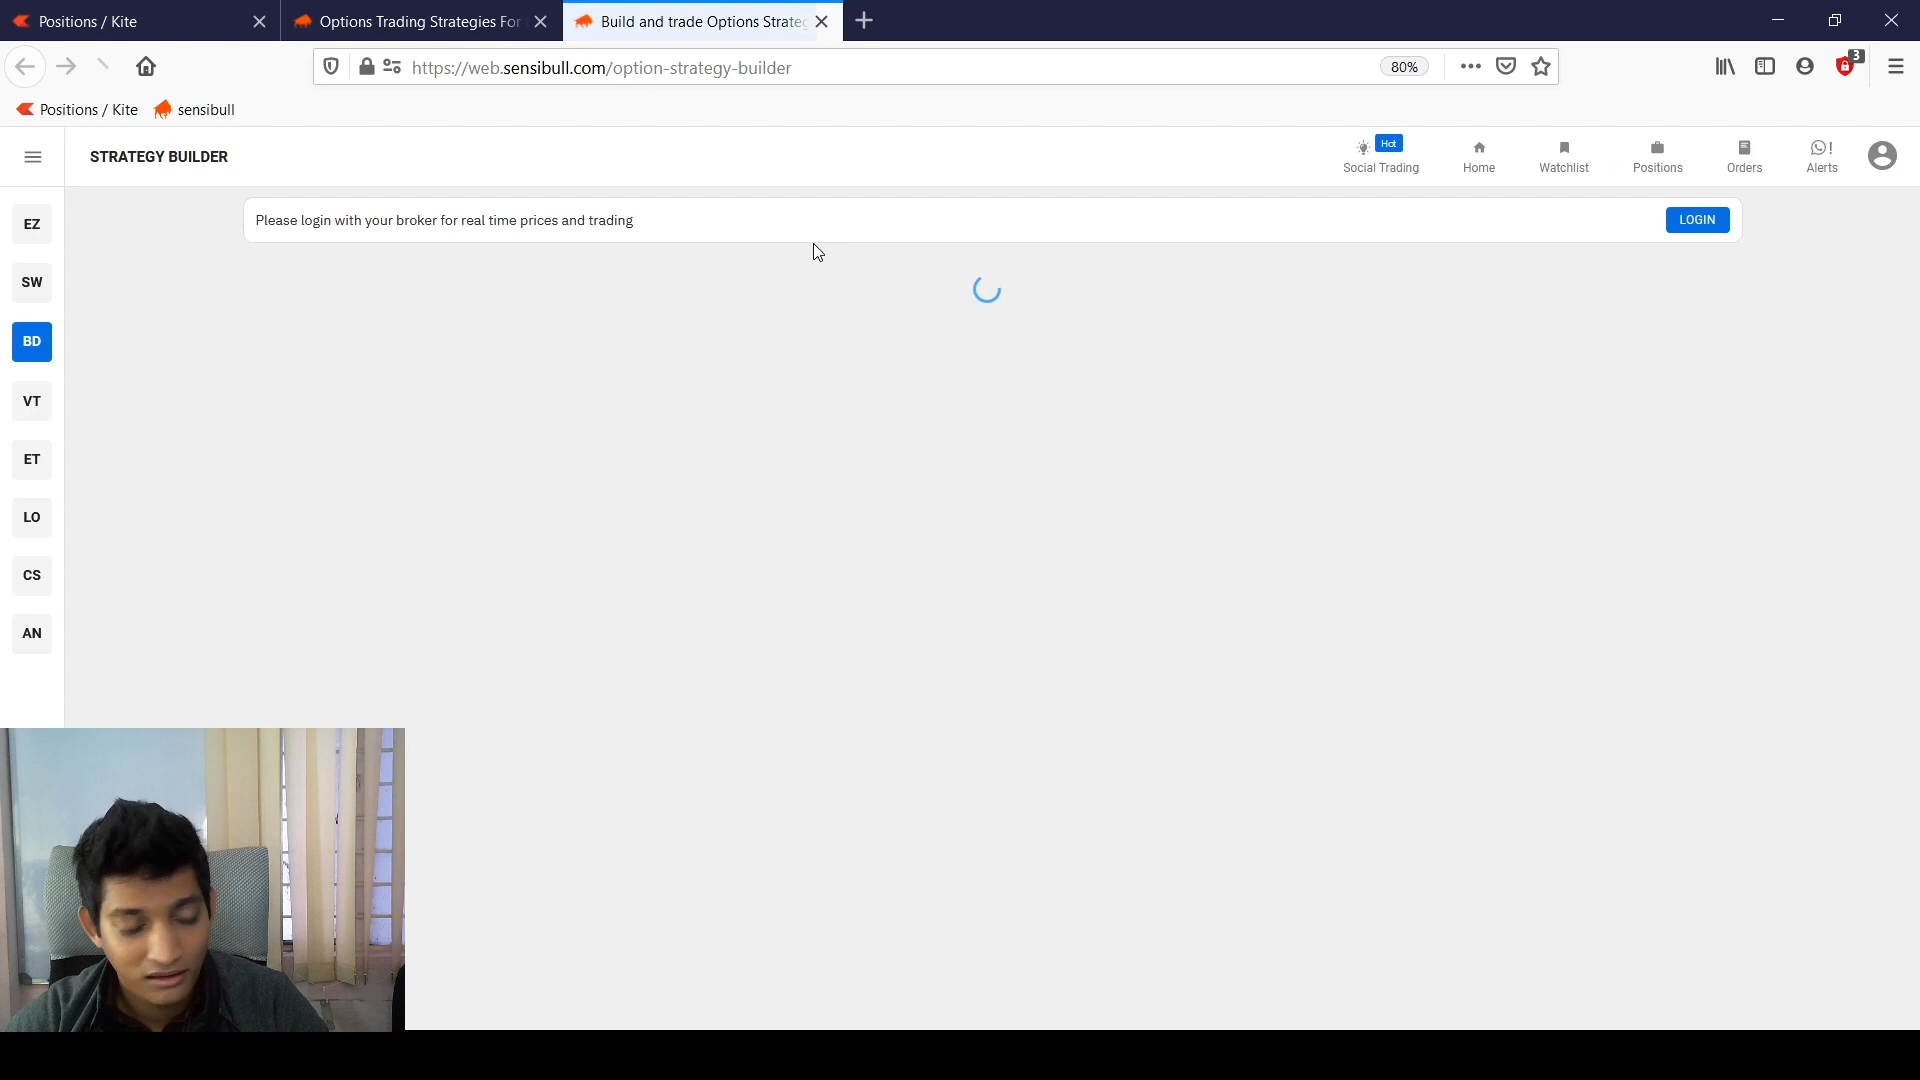 Positions / Kite
Options Trading Strategies For
Build and trade Options Strate
https://web.sensibull.com/option-strategy-builder
80%
3
Positions / Kite
sensibull
STRATEGY BUILDER
Hot
Social Trading
Home
Watchlist
Positions
Orders
!
Alerts
EZ
Please login with your broker for real time prices and trading
LOGIN
SW
BD
VT
ET
LO
CS
AN